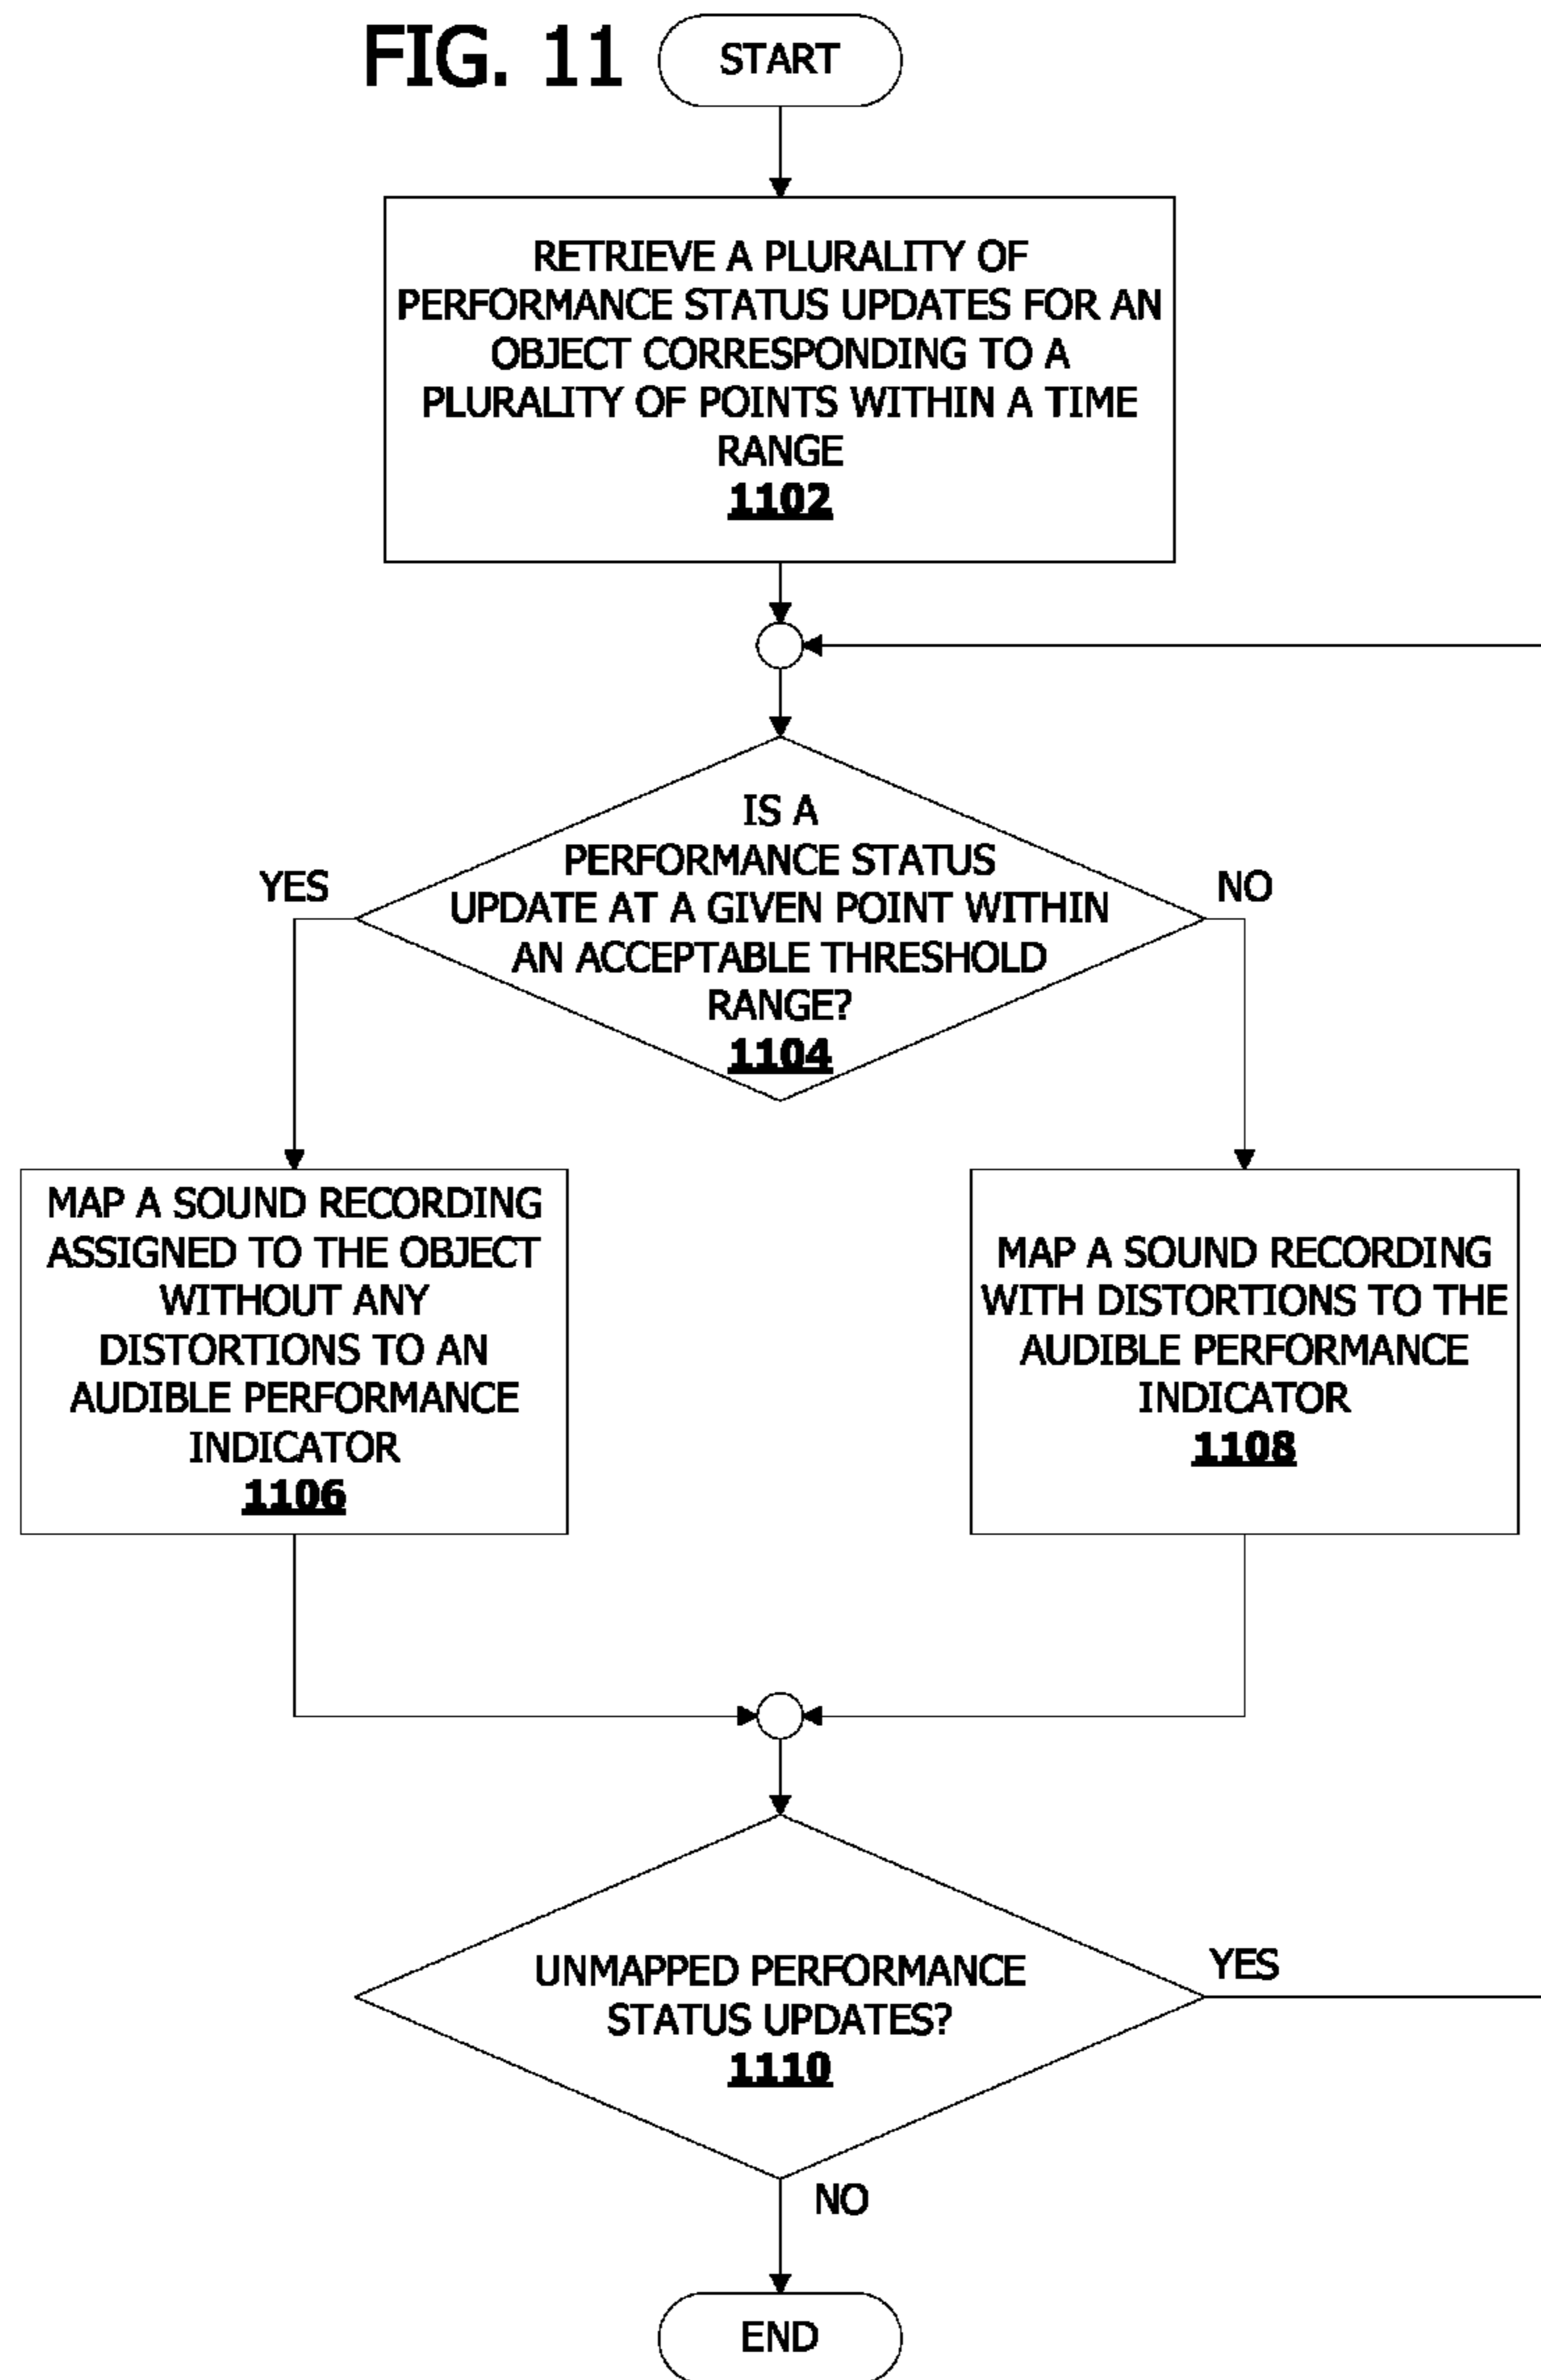 FIG. 11
START
RETRIEVE A PLURALITY OF
PERFORMANCE STATUS UPDATES FOR AN
OBJECT CORRESPONDING TO A
PLURALITY OF POINTS WITHIN A TIME
RANGE
1102
IS A
PERFORMANCE STATUS
UPDATE AT A GIVEN POINT WITHIN
AN ACCEPTABLE THRESHOLD
RANGE?
1104
YES
NO
MAP A SOUND RECORDING
ASSIGNED TO THE OBJECT
WITHOUT ANY
DISTORTIONS TO AN
AUDIBLE PERFORMANCE
INDICATOR
1106
MAP A SOUND RECORDING
WITH DISTORTIONS TO THE
AUDIBLE PERFORMANCE
INDICATOR
1108
UNMAPPED PERFORMANCE
STATUS UPDATES?
1110
YES
NO
END